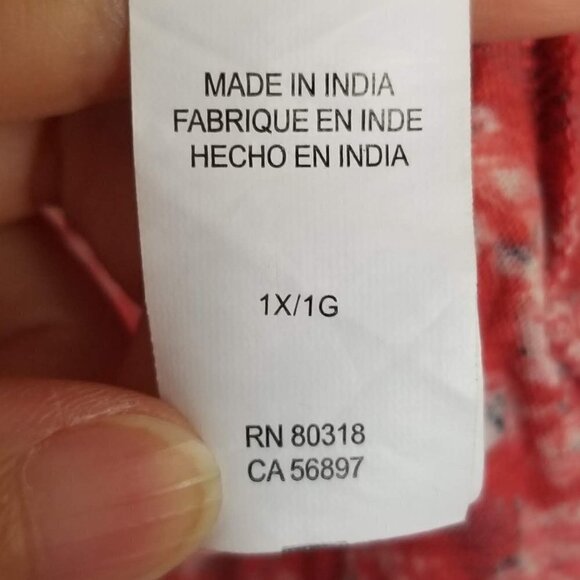 MADE IN INDIA
FABRIQUE EN INDE
HECHO EN INDIA
1X/1G
RN 80318
CA 56897